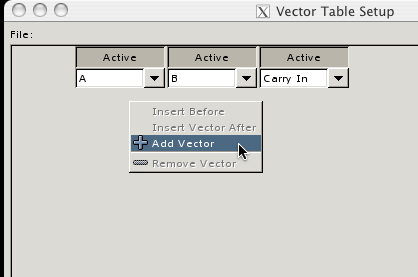 Vector Table Setup
File:
Active Active Active
A B Carry In
Insert Before
Insert Vector After
Add Vector
Remove Vector